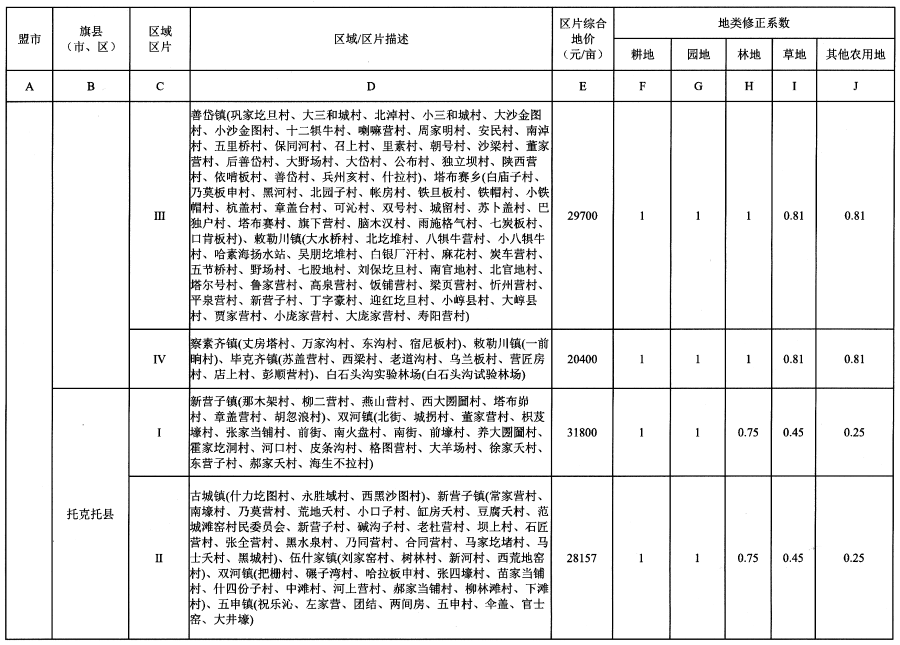 盟市
旗县
（市、区）
区域
区片
区域/区片描述
区片综合
地价
（元/亩）
地类修正系数
耕地
园地
林地
草地
其他农用地
A
B
C
D
E
F
G
H
I
J
III
善岱镇(巩家圪旦村、大三和城村、北淖村、小三和城村、大沙金图
村、小沙金图村、十二犋牛村、喇嘛营村、周家明村、安民村、南淖
村、五里桥村、保同河村、召上村、里素村、朝号村、沙梁村、董家
营村、后善岱村、大野场村、大岱村、公布村、独立坝村、陕西营
村、依哨板村、善岱村、兵州亥村、什拉村)、塔布赛乡(白庙子村、
乃莫板申村、黑河村、北园子村、帐房村、铁旦板村、铁帽村、小铁
帽村、杭盖村、章盖台村、可沁村、双号村、城留村、苏卜盖村、巴
独户村、塔布赛村、旗下营村、脑木汉村、雨施格气村、七炭板村、
口肯板村)、敕勒川镇(大水桥村、北圪堆村、八犋牛营村、小八犋牛
村、哈素海扬水站、吴朋圪堆村、白银厂汗村、麻花村、炭车营村、
五节桥村、野场村、七股地村、刘保圪旦村、南官地村、北官地村、
塔尔号村、鲁家营村、高泉营村、饭铺营村、梁页营村、忻州营村、
平泉营村、新营子村、丁字豪村、迎红圪旦村、小崞县村、大崞县
村、贾家营村、小庞家营村、大庞家营村、寿阳营村)
29700
1
1
1
0.81
0.81
IV
察素齐镇(丈房塔村、万家沟村、东沟村、宿尼板村)、敕勒川镇(一前
晌村)、毕克齐镇(苏盖营村、西梁村、老道沟村、乌兰板村、营匠房
村、店上村、彭顺营村)、白石头沟实验林场(白石头沟试验林场)
20400
1
1
1
0.81
0.81
托克托县
I
新营子镇(那木架村、柳二营村、燕山营村、西大圐圙村、塔布峁
村、章盖营村、胡忽浪村)、双河镇(北街、城拐村、董家营村、枳芨
壕村、张家当铺村、前街、南火盘村、南街、前壕村、养大圐圙村、
霍家圪洞村、河口村、皮条沟村、格图营村、大羊场村、徐家夭村、
东营子村、郝家夭村、海生不拉村)
31800
1
1
0.75
0.45
0.25
II
古城镇(什力圪图村、永胜域村、西黑沙图村)、新营子镇(常家营村、
南壕村、乃莫营村、荒地夭村、小口子村、缸房夭村、豆腐夭村、范
城滩窑村民委员会、新营子村、碱沟子村、老杜营村、坝上村、石匠
营村、张全营村、黑水泉村、乃同营村、合同营村、马家圪堵村、马
士夭村、黑城村)、伍什家镇(刘家窑村、树林村、新河村、西荒地窑
村)、双河镇(把栅村、碾子湾村、哈拉板申村、张四壕村、苗家当铺
村、什四份子村、中滩村、河上营村、郝家当铺村、柳林滩村、下滩
村)、五申镇(祝乐沁、左家营、团结、两间房、五申村、伞盖、官士
窑、大井壕)
28157
1
1
0.75
0.45
0.25